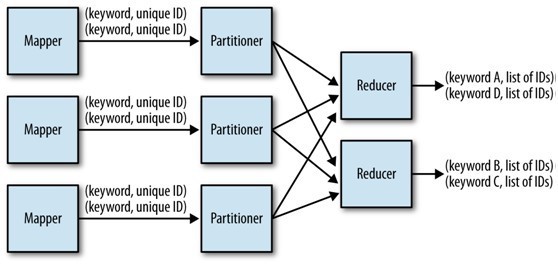 Mapper
(keyword, unique ID)
(keyword, unique ID)
Partitioner
Mapper
(keyword, unique ID)
(keyword, unique ID)
Partitioner
Mapper
(keyword, unique ID)
(keyword, unique ID)
Partitioner
Reducer
(keyword A, list of IDs)
(keyword D, list of IDs)
Reducer
(keyword B, list of IDs)
(keyword C, list of IDs)